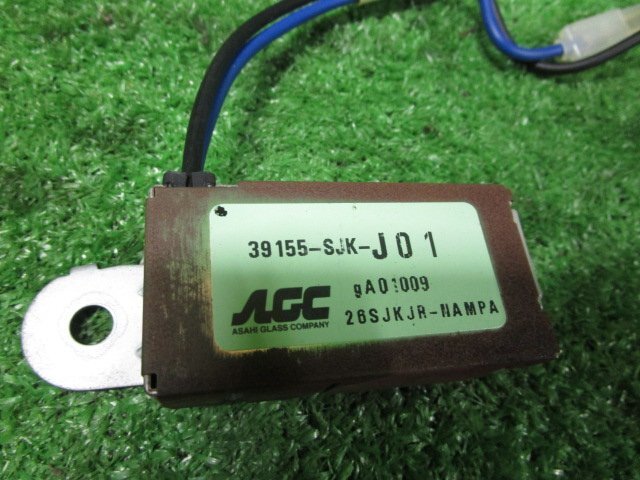 39155-SJK-J01
AGC
ASAHI GLASS COMPANY
gA01009
26SJKJR-NAMPA